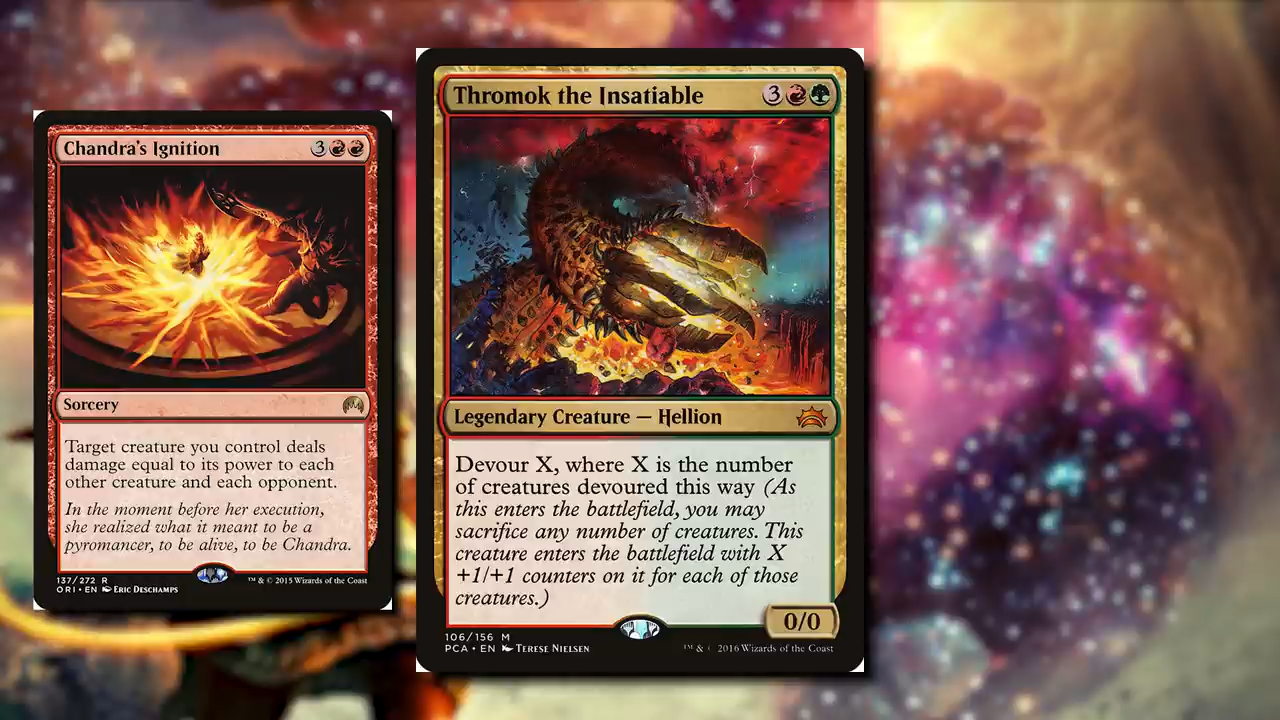 Chandra's Ignition 3
Sorcery
Target creature you control deals
damage equal to its power to each
other creature and each opponent.
In the moment before her execution,
she realized what it meant to be a
pyromancer, to be alive, to be Chandra.
137/272 R
ORI • EN Eric Deschamps
™ & © 2015 Wizards of the Coast
Thromok the Insatiable 3
Legendary Creature — Hellion
Devour X, where X is the number
of creatures devoured this way (As
this enters the battlefield, you may
sacrifice any number of creatures. This
creature enters the battlefield with X
+1/+1 counters on it for each of those
creatures.)
0/0
106/156 M
PCA • EN Terese Nielsen
™ & © 2016 Wizards of the Coast